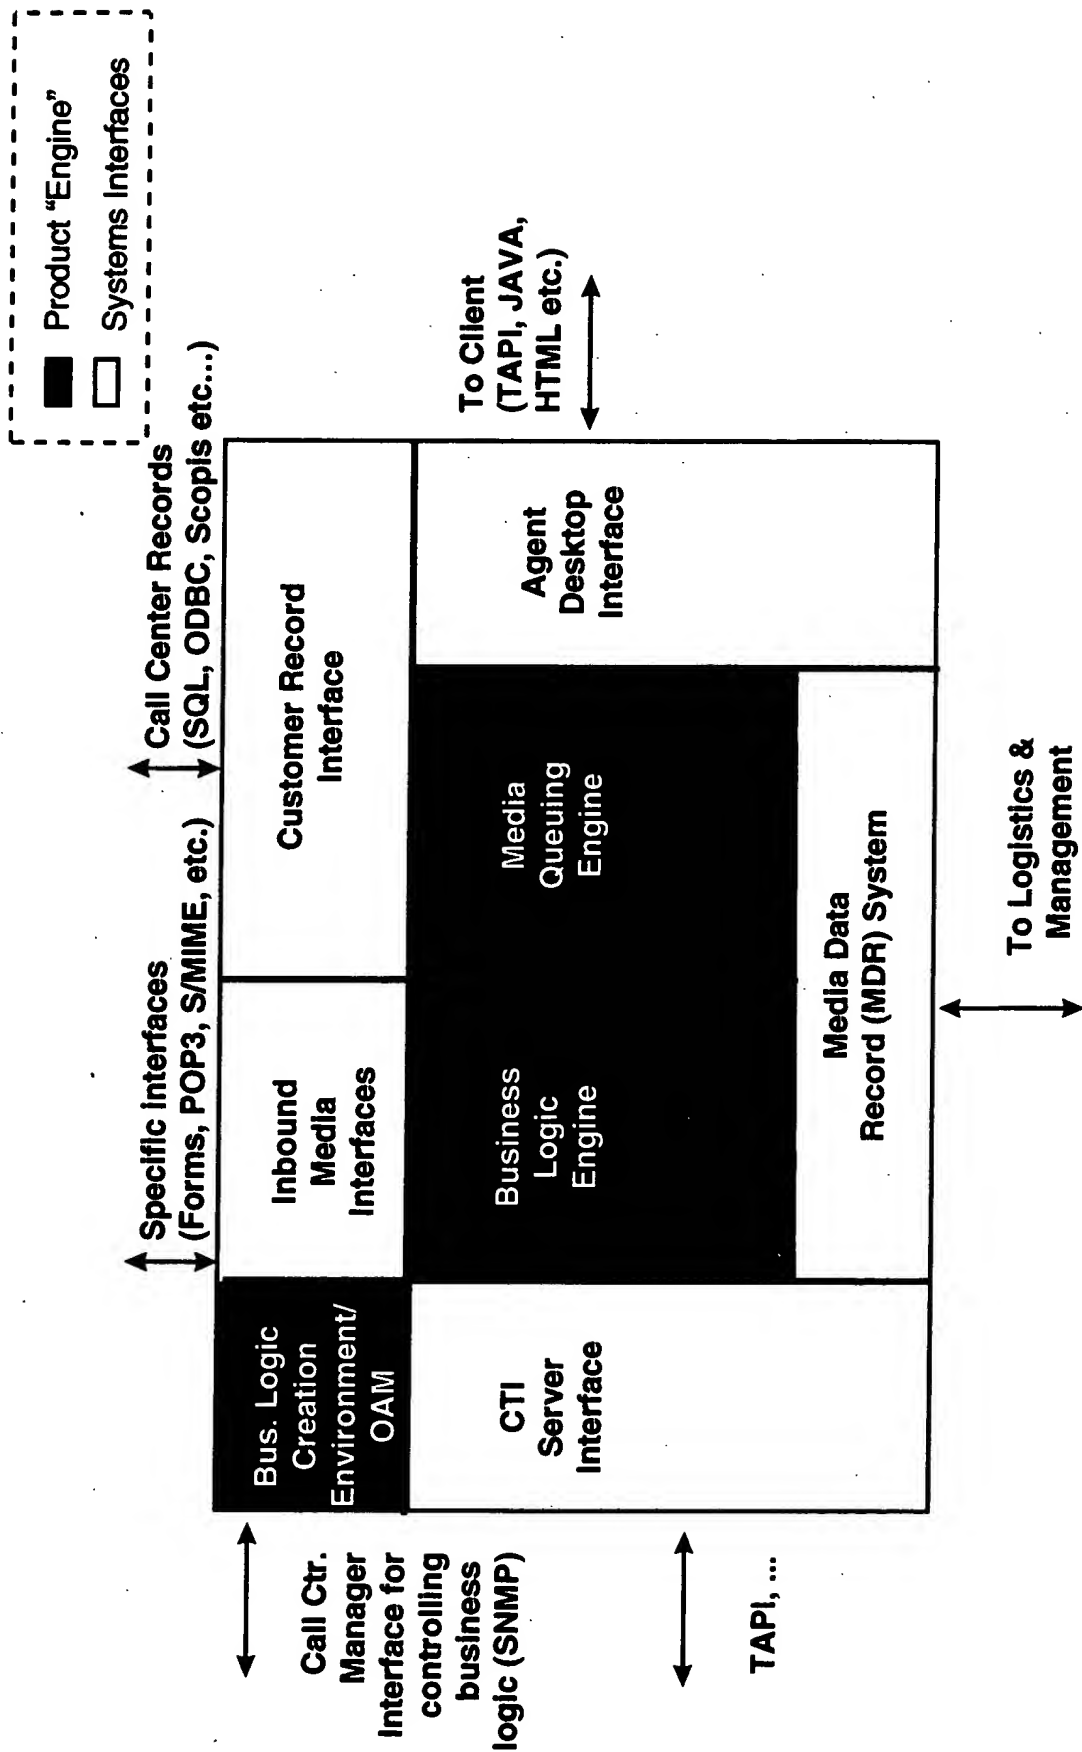 Product “Engine”
Systems Interfaces
Specific Interfaces
(Forms, POP3, S/MIME, etc.)
Call Center Records
(SQL, ODBC, Scopis etc...)
Call Ctr.
Manager
Interface for
controlling
business
logic (SNMP)
Bus. Logic
Creation
Environment/
OAM
Inbound
Media
Interfaces
Customer Record
Interface
To Client
(TAPI, JAVA,
HTML etc.)
TAPI, ...
CTI
Server
Interface
Business
Logic
Engine
Media
Queuing
Engine
Agent
Desktop
Interface
Media Data
Record (MDR) System
To Logistics &
Management